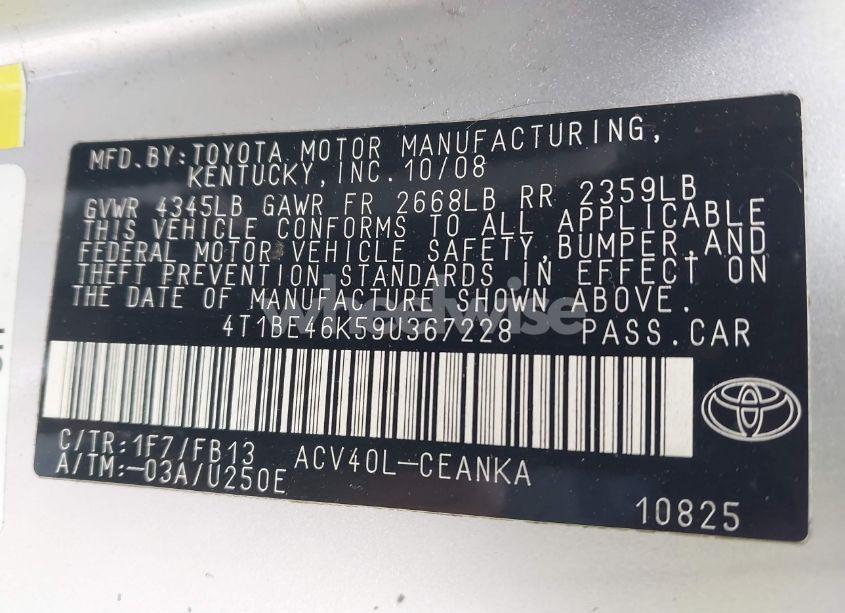 MFD.BY:TOYOTA MOTOR MANUFACTURING,
KENTUCKY,INC.10/08
GVWR 4345LB GAWR FR 2668LB RR 2359LB
THIS VEHICLE CONFORMS TO ALL APPLICABLE
FEDERAL MOTOR VEHICLE SAFETY,BUMPER,AND
THEFT PREVENTION STANDARDS IN EFFECT ON
THE DATE OF MANUFACTURE SHOWN ABOVE.
wheelwise
4T1BE46K59U367228 PASS.CAR
C/TR:1F7/FB13 ACV40L-CEANKA
A/TM:-03A/U250E
10825